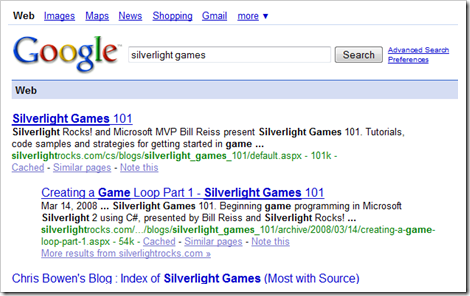 Web Images Maps News Shopping Gmail more ▼
Google™ silverlight games Search Advanced Search
Preferences
Web
Silverlight Games 101
Silverlight Rocks! and Microsoft MVP Bill Reiss present Silverlight Games 101. Tutorials,
code samples and strategies for getting started in game ...
silverlightrocks.com/cs/blogs/silverlight_games_101/default.aspx - 101k -
Cached - Similar pages - Note this
Creating a Game Loop Part 1 - Silverlight Games 101
Mar 14, 2008 ... Silverlight Games 101. Beginning game programming in Microsoft
Silverlight 2 using C#, presented by Bill Reiss and Silverlight Rocks! ...
silverlightrocks.com/.../blogs/silverlight_games_101/archive/2008/03/14/creating-a-game-
loop-part-1.aspx - 54k - Cached - Similar pages - Note this
More results from silverlightrocks.com »
Chris Bowen's Blog : Index of Silverlight Games (Most with Source)